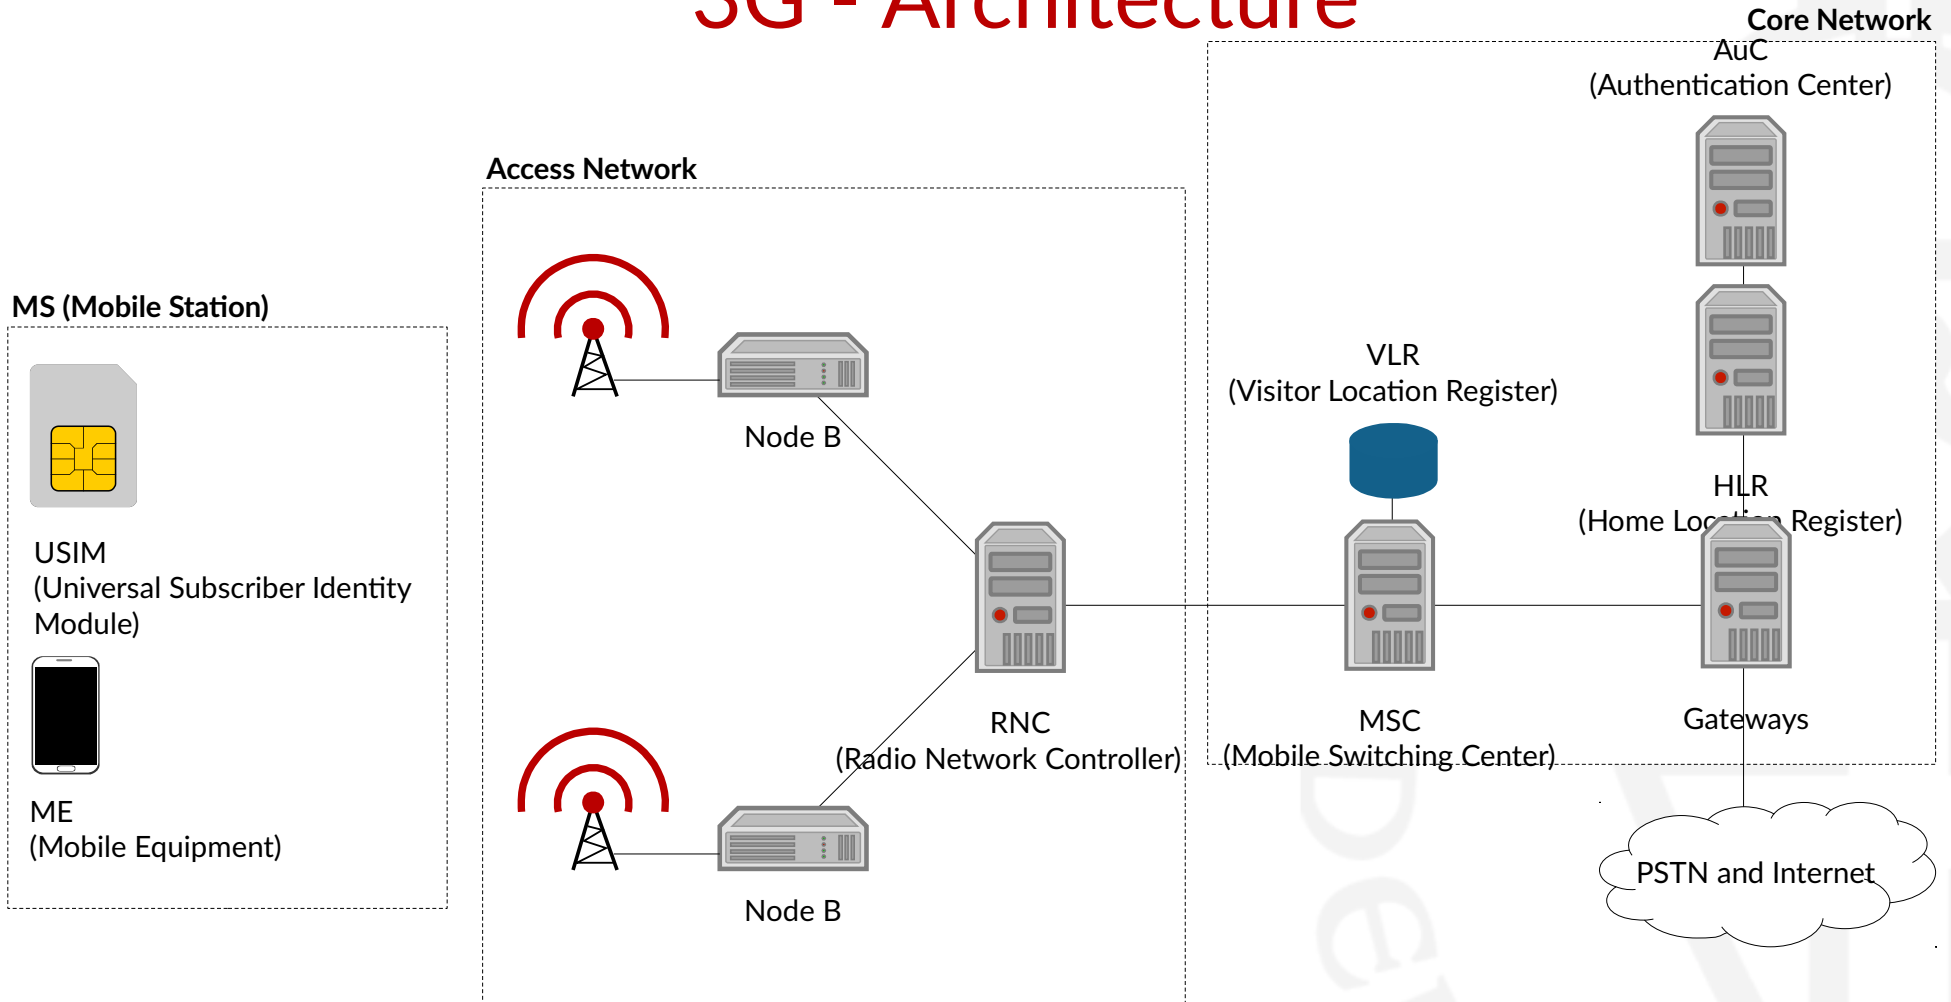 3G - Architecture
Core Network
AuC
(Authentication Center)
Access Network
MS (Mobile Station)
VLR
(Visitor Location Register)
Node B
HLR
(Home Location Register)
USIM
(Universal Subscriber Identity
Module)
RNC
(Radio Network Controller)
MSC
(Mobile Switching Center)
Gateways
ME
(Mobile Equipment)
PSTN and Internet
Node B